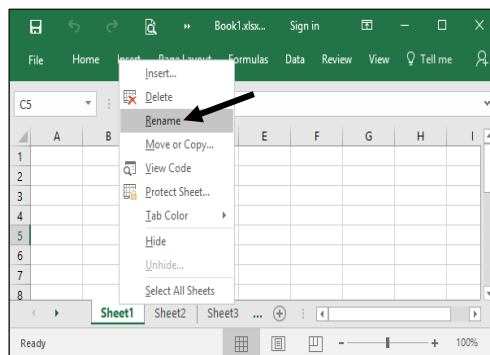 Book1.xlsx... Sign in
File Home Insert Page Layout Formulas Data Review View Tell me
C5
A B E F G H I
1
2
3
4
5
6
7
8
Insert...
Delete
Rename
Move or Copy...
View Code
Protect Sheet...
Tab Color
Hide
Unhide...
Select All Sheets
Sheet1 Sheet2 Sheet3 ...
Ready 100%